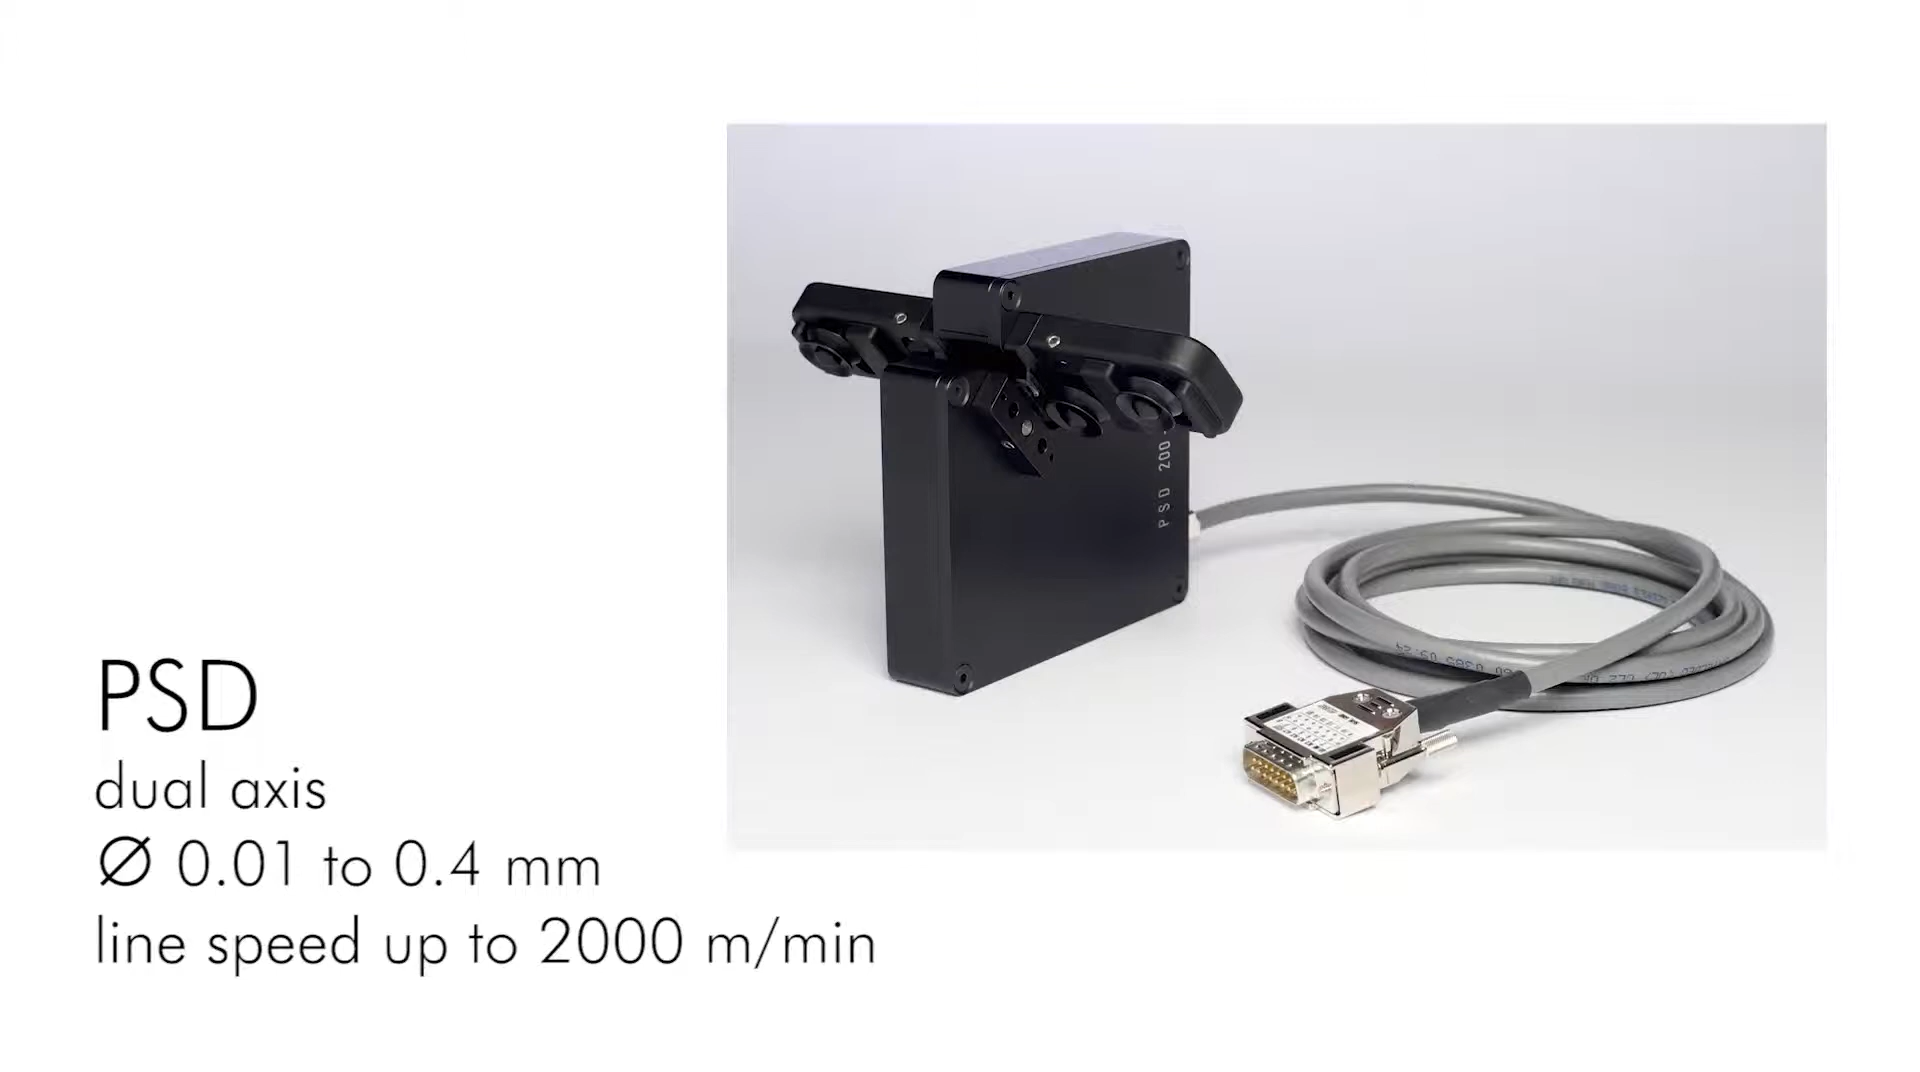 PSD 200
PSD
dual axis
Ø 0.01 to 0.4 mm
line speed up to 2000 m/min